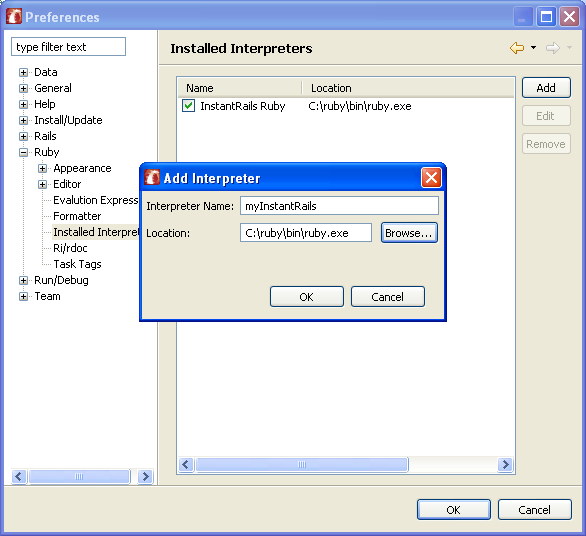 Preferences
type filter text
Installed Interpreters
Data
General
Help
Install/Update
Rails
Ruby
Appearance
Editor
Evalution Express
Formatter
Installed Interpret
Ri/rdoc
Task Tags
Run/Debug
Team
Name Location
InstantRails Ruby C:\ruby\bin\ruby.exe
Add
Edit
Remove
Add Interpreter
Interpreter Name: myInstantRails
Location: C:\ruby\bin\ruby.exe Browse...
OK Cancel
OK Cancel